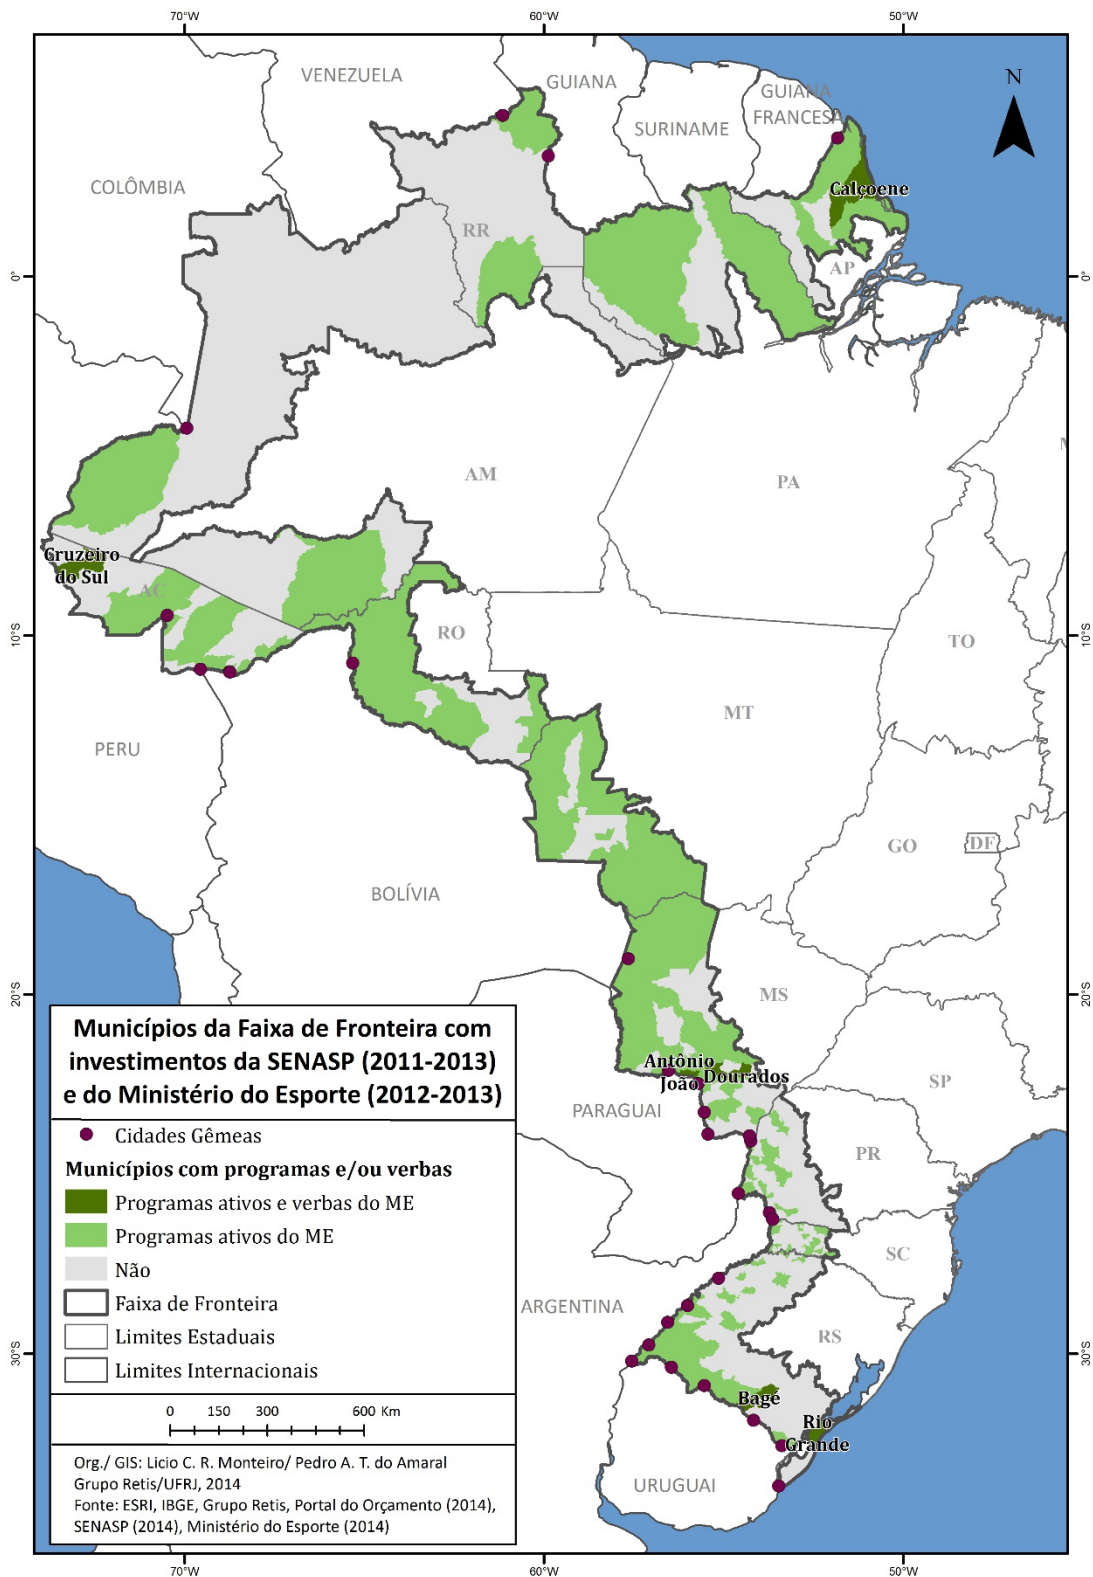 70°W
60°W
50°W
VENEZUELA
GUIANA
GUIANA
FRANCESA
SURINAME
N
COLÔMBIA
Calçoene
RR
AP
0°
0°
AM
PA
Cruzeiro
do Sul
AC
RO
TO
10°S
10°S
MT
PERU
GO
DF
BOLÍVIA
MS
20°S
20°S
Antônio
João
Dourados
SP
PARAGUAI
PR
SC
ARGENTINA
RS
30°S
30°S
Bagé
Rio
Grande
URUGUAI
Municípios da Faixa de Fronteira com
investimentos da SENASP (2011-2013)
e do Ministério do Esporte (2012-2013)
Cidades Gêmeas
Municípios com programas e/ou verbas
Programas ativos e verbas do ME
Programas ativos do ME
Não
Faixa de Fronteira
Limites Estaduais
Limites Internacionais
0 150 300 600 Km
Org./ GIS: Licio C. R. Monteiro/ Pedro A. T. do Amaral
Grupo Retis/UFRJ, 2014
Fonte: ESRI, IBGE, Grupo Retis, Portal do Orçamento (2014),
SENASP (2014), Ministério do Esporte (2014)
70°W
60°W
50°W